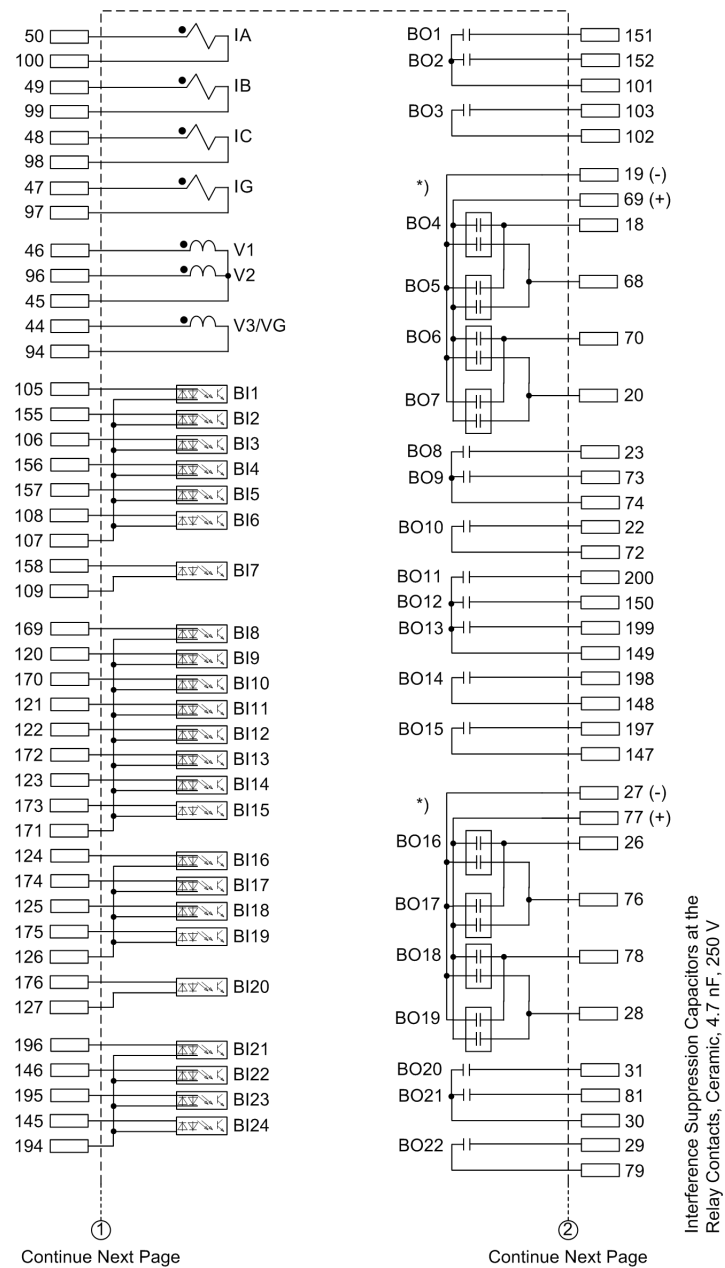 50 IA
100
49 IB
99
48 IC
98
47 IG
97
46 V1
96 V2
45
44 V3/VG
94
105 BI1
155 BI2
106 BI3
156 BI4
157 BI5
108 BI6
107
158 BI7
109
169 BI8
120 BI9
170 BI10
121 BI11
122 BI12
172 BI13
123 BI14
173 BI15
171
124 BI16
174 BI17
125 BI18
175 BI19
126
176 BI20
127
196 BI21
146 BI22
195 BI23
145 BI24
194
1
Continue Next Page
BO1 151
BO2 152
101
BO3 103
102
19 (-)
*)
69 (+)
BO4 18
BO5 68
BO6 70
BO7 20
BO8 23
BO9 73
74
BO10 22
72
BO11 200
BO12 150
BO13 199
149
BO14 198
148
BO15 197
147
27 (-)
*)
77 (+)
BO16 26
BO17 76
BO18 78
BO19 28
BO20 31
BO21 81
30
BO22 29
79
2
Continue Next Page
Interference Suppression Capacitors at the
Relay Contacts, Ceramic, 4.7 nF, 250 V